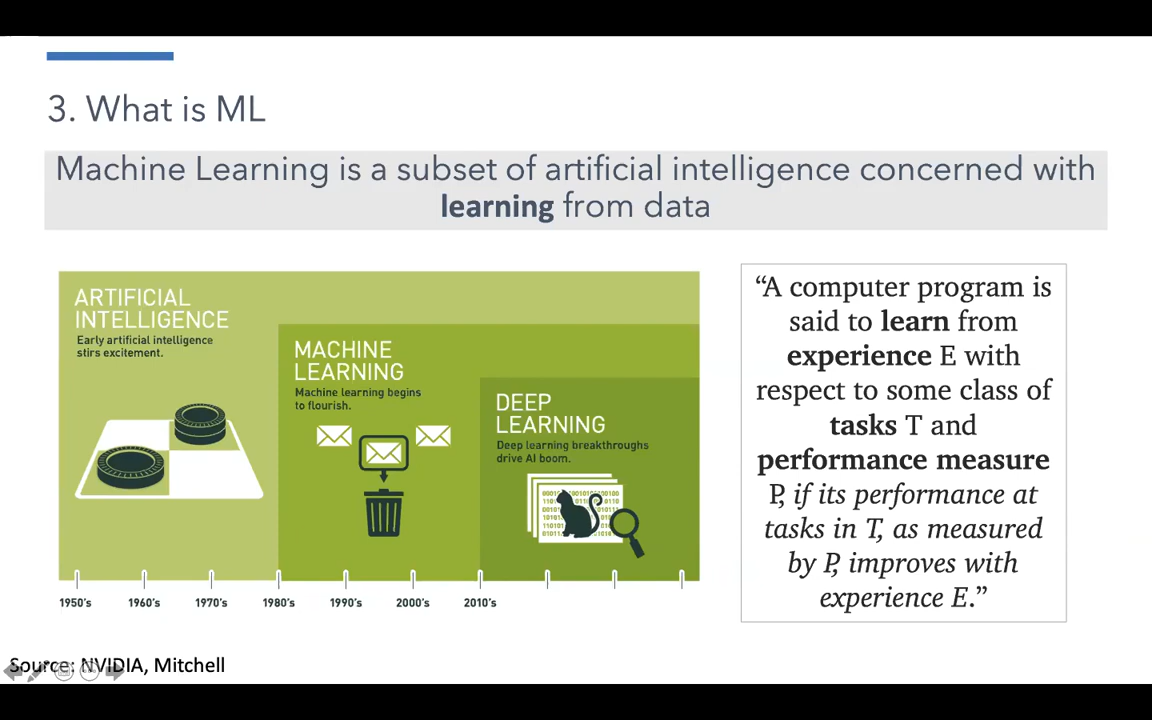 3. What is ML
Machine Learning is a subset of artificial intelligence concerned with
learning from data
ARTIFICIAL
INTELLIGENCE
Early artificial intelligence
stirs excitement.
MACHINE
LEARNING
Machine learning begins
to flourish.
DEEP
LEARNING
Deep learning breakthroughs
drive AI boom.
1950's 1960's 1970's 1980's 1990's 2000's 2010's
“A computer program is
said to learn from
experience E with
respect to some class of
tasks T and
performance measure
P, if its performance at
tasks in T, as measured
by P, improves with
experience E.”
Source: NVIDIA, Mitchell